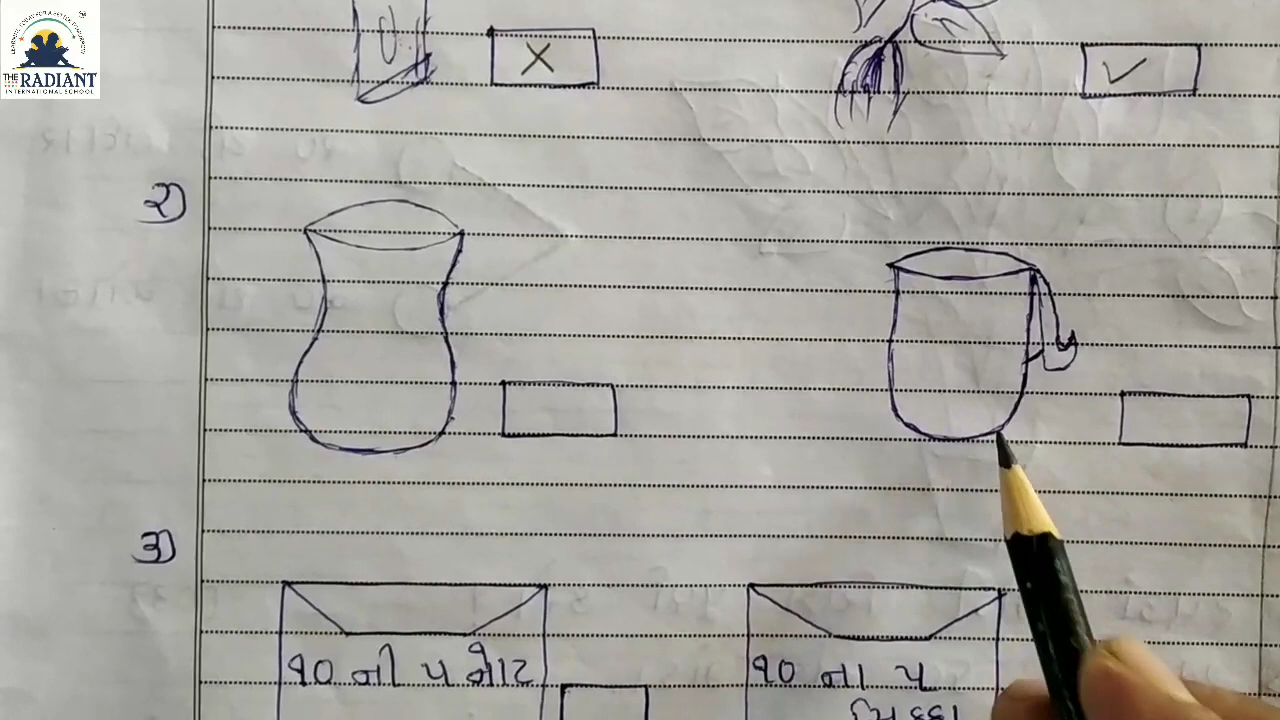 THE RADIANT
INTERNATIONAL SCHOOL
૨)
૩)
૧૦ ની ૫ નોટ
૧૦ ના ૫
સિક્કા